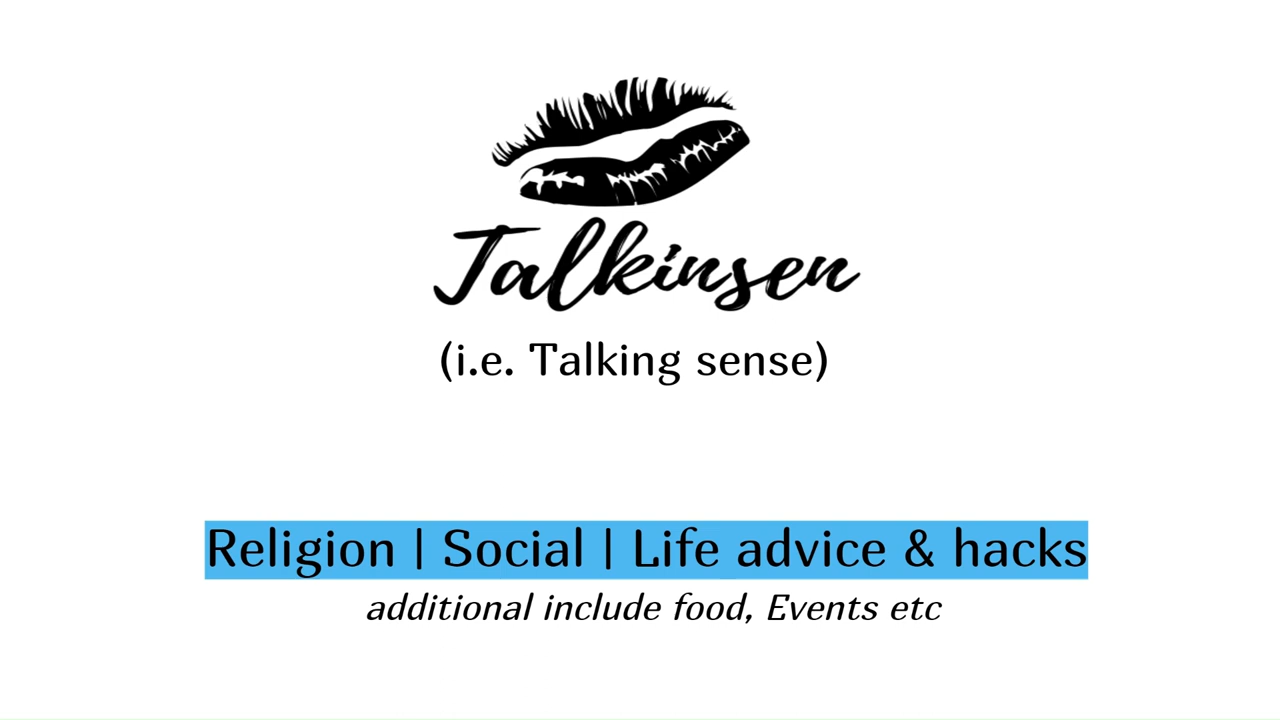 Talkinsen
(i.e. Talking sense)
Religion | Social | Life advice & hacks
additional include food, Events etc